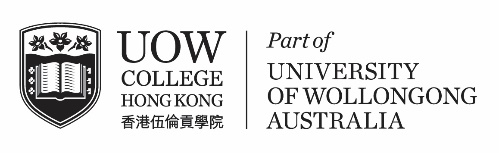 UOW
COLLEGE
HONG KONG
香港伍倫貢學院
Part of
UNIVERSITY
OF WOLLONGONG
AUSTRALIA